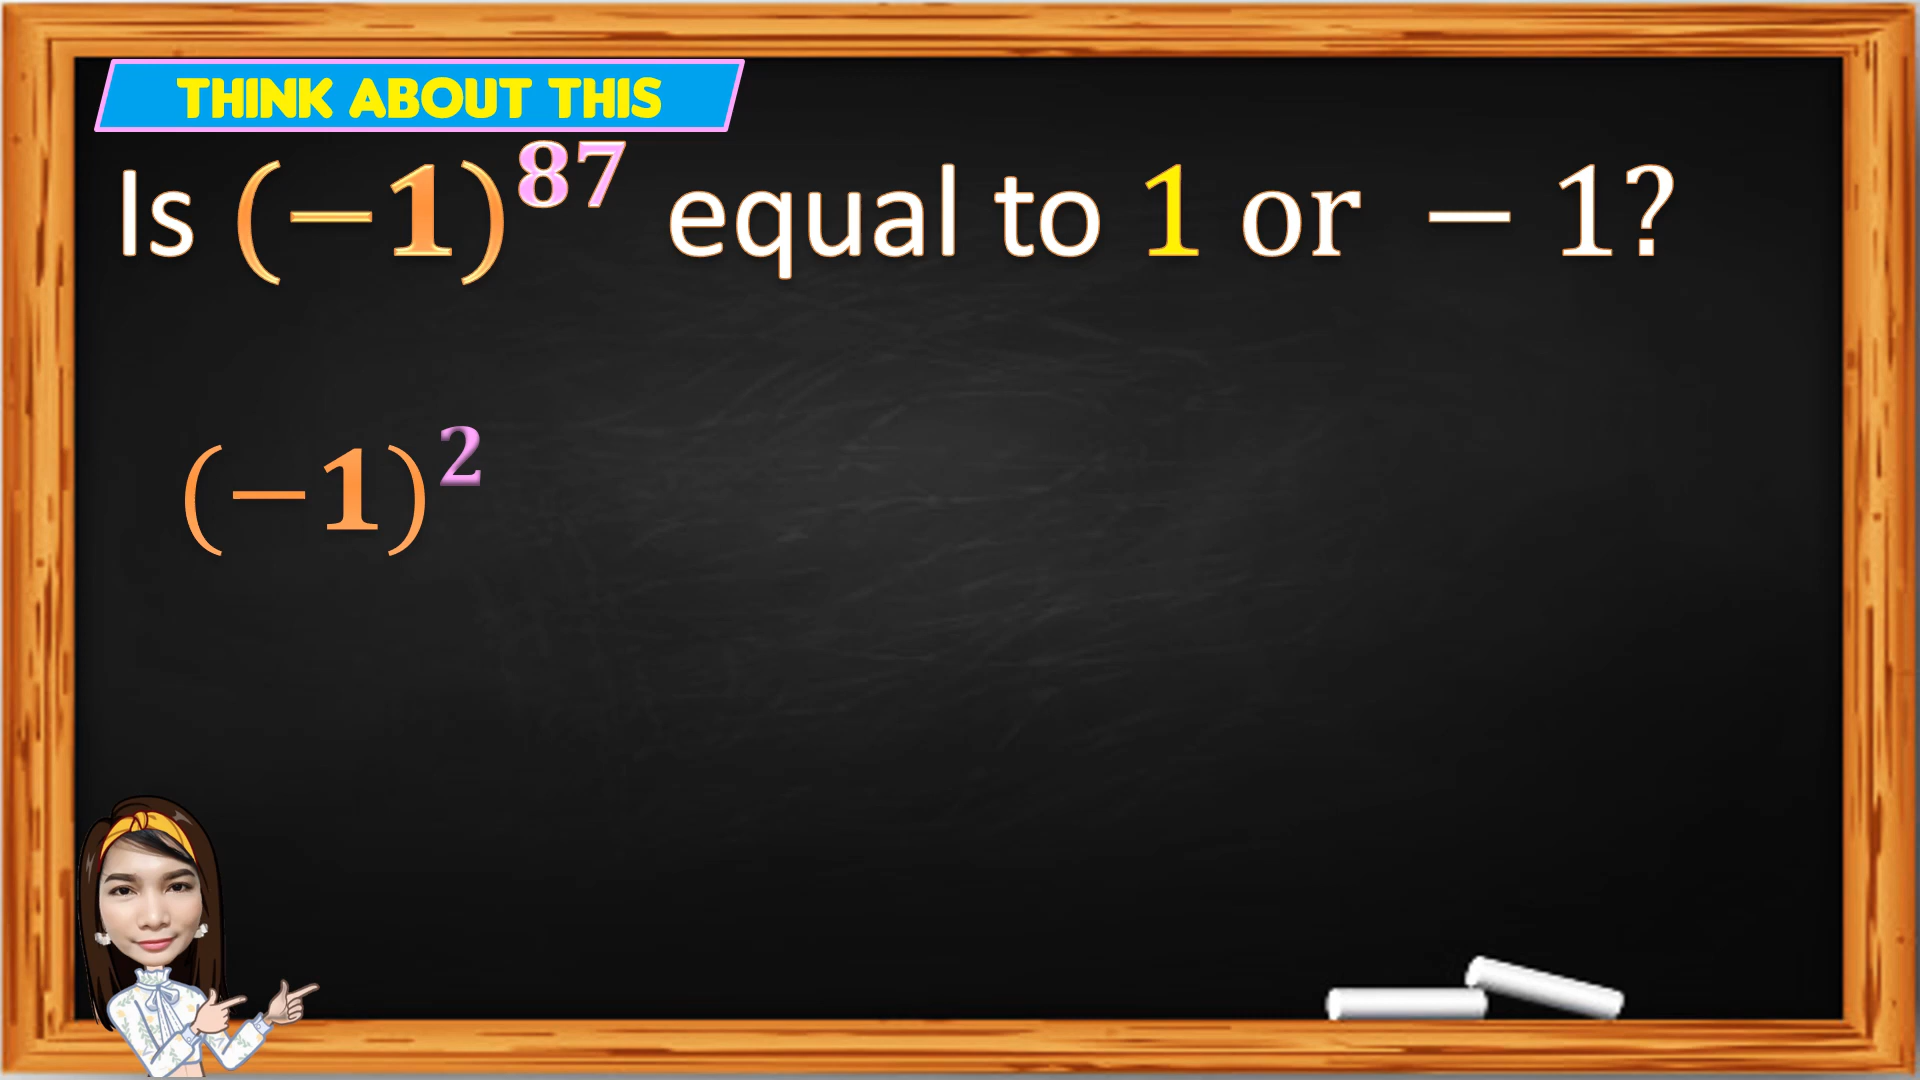 THINK ABOUT THIS
Is (−1)⁸⁷ equal to 1 or − 1?
(−1)²